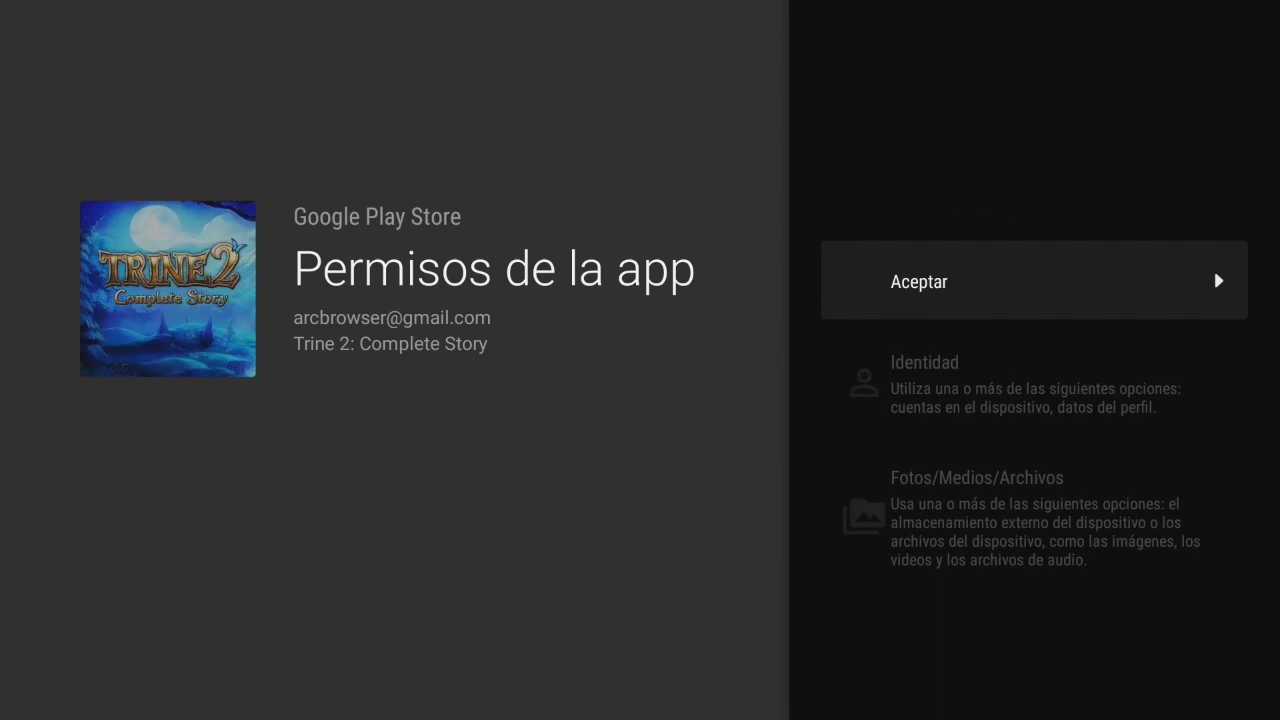 TRINE 2
Complete Story
Google Play Store
Permisos de la app
arcbrowser@gmail.com
Trine 2: Complete Story
Aceptar
Identidad
Utiliza una o más de las siguientes opciones:
cuentas en el dispositivo, datos del perfil.
Fotos/Medios/Archivos
Usa una o más de las siguientes opciones: el
almacenamiento externo del dispositivo o los
archivos del dispositivo, como las imágenes, los
videos y los archivos de audio.